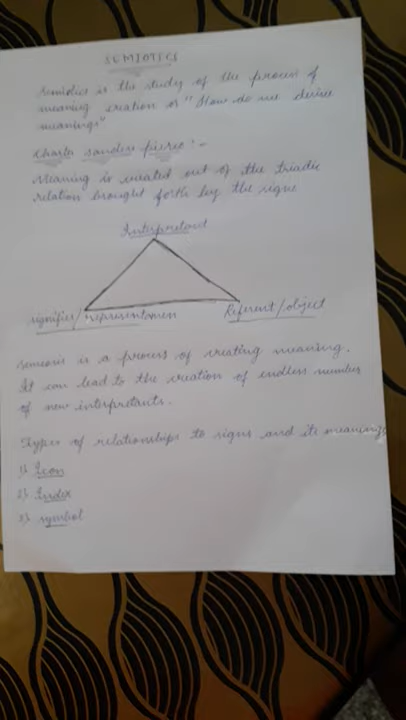 SEMIOTICS
Semiotics is the study of the process of
meaning creation or "How do we derive
meanings"
Charles sanders pierce :-
Meaning is created out of the triadic
relation brought forth by the signs
Interpretant
signifier/representamen
Referent/object
semiosis is a process of creating meaning.
It can lead to the creation of endless number
of new interpretants.
Types of relationships to signs and its meanings
1) Icon
2) Index
3) symbol